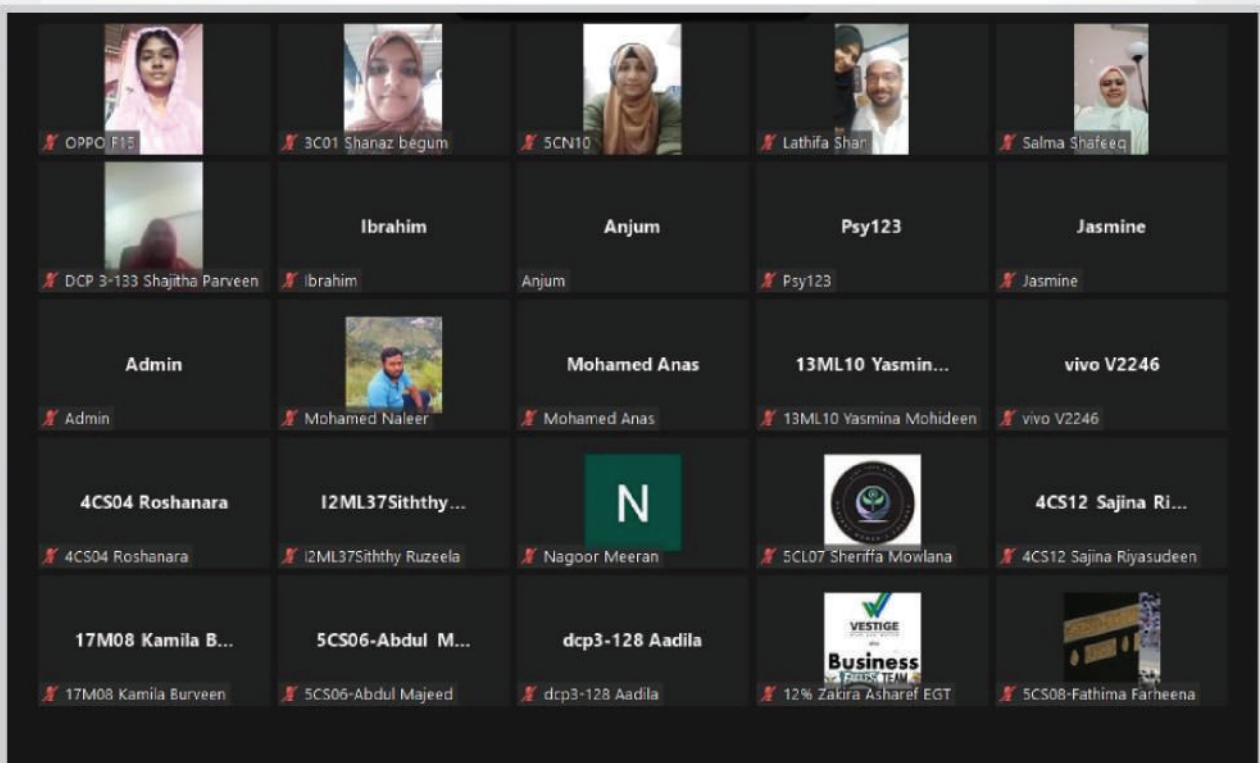 OPPO F15
3C01 Shanaz begum
5CN10
Lathifa Shan
Salma Shafeeq
Ibrahim
Anjum
Psy123
Jasmine
DCP 3-133 Shajitha Parveen
Ibrahim
Anjum
Psy123
Jasmine
Admin
Mohamed Anas
13ML10 Yasmin...
vivo V2246
Admin
Mohamed Naleer
Mohamed Anas
13ML10 Yasmina Mohideen
vivo V2246
4CS04 Roshanara
I2ML37Siththy...
N
4CS12 Sajina Ri...
4CS04 Roshanara
I2ML37Siththy Ruzeela
Nagoor Meeran
5CL07 Sheriffa Mowlana
4CS12 Sajina Riyasudeen
17M08 Kamila B...
5CS06-Abdul M...
dcp3-128 Aadila
VESTIGE
Business
TEAM
17M08 Kamila Burveen
5CS06-Abdul Majeed
dcp3-128 Aadila
12% Zakira Asharef EGT
5CS08-Fathima Farheena